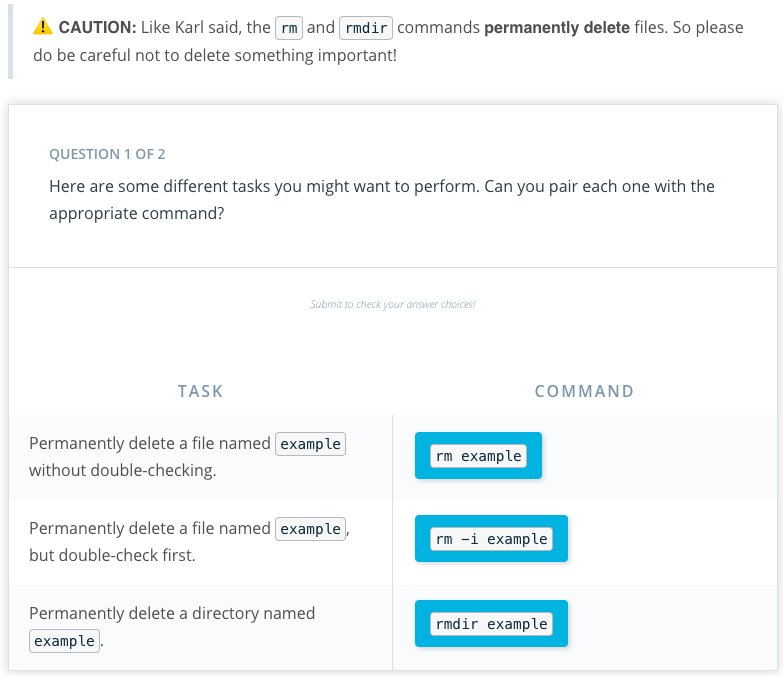 ⚠ CAUTION: Like Karl said, the rm and rmdir commands permanently delete files. So please
do be careful not to delete something important!
QUESTION 1 OF 2
Here are some different tasks you might want to perform. Can you pair each one with the
appropriate command?
Submit to check your answer choices!
TASK
COMMAND
Permanently delete a file named example
without double-checking.
rm example
Permanently delete a file named example,
but double-check first.
rm -i example
Permanently delete a directory named
example.
rmdir example